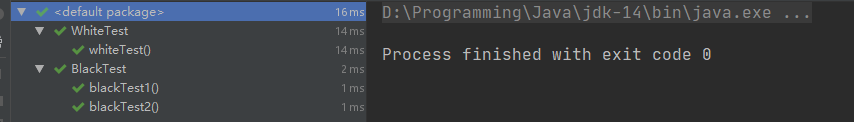 <default package> 16 ms
WhiteTest 14 ms
whiteTest() 14 ms
BlackTest 2 ms
blackTest1() 1 ms
blackTest2() 1 ms
D:\Programming\Java\jdk-14\bin\java.exe ...
Process finished with exit code 0